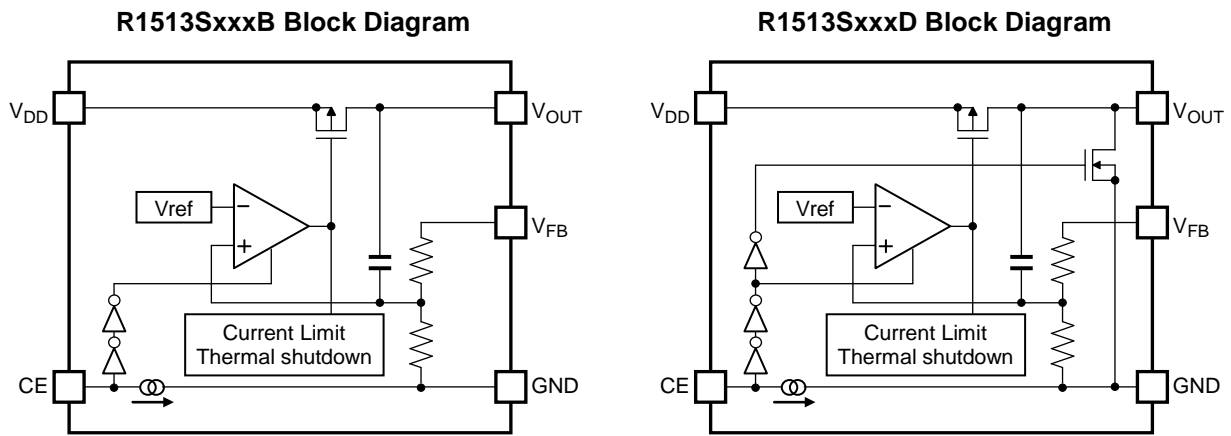 R1513SxxxB Block Diagram
VDD
VOUT
Vref
−
+
VFB
Current Limit
Thermal shutdown
CE
GND
R1513SxxxD Block Diagram
VDD
VOUT
Vref
−
+
VFB
Current Limit
Thermal shutdown
CE
GND